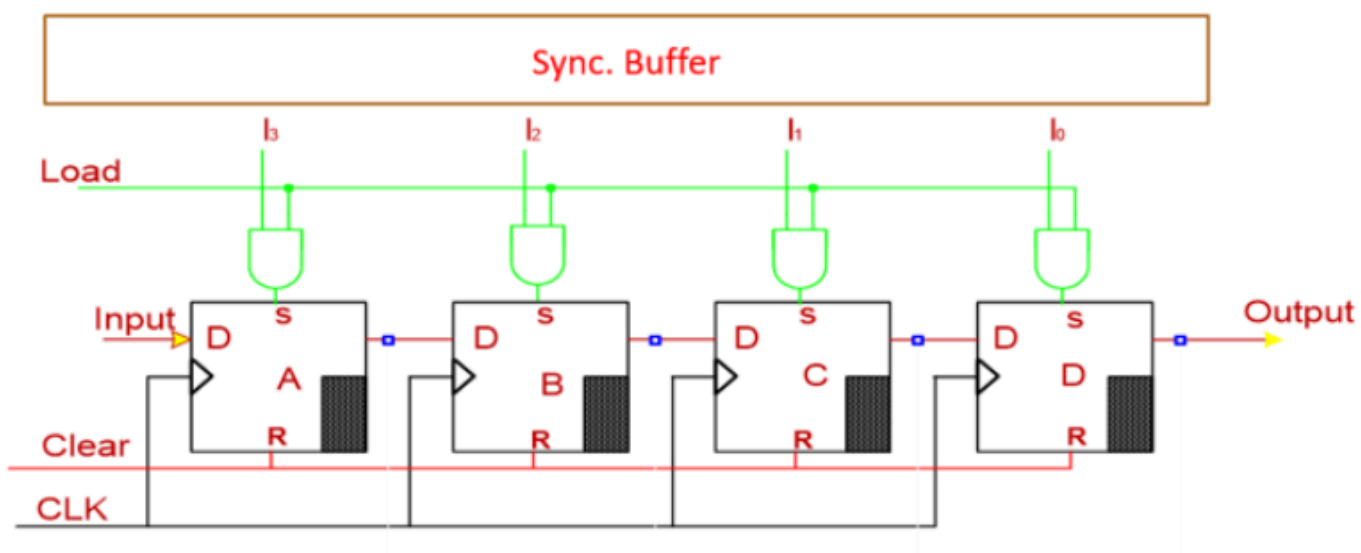 Sync. Buffer
I₃ I₂ I₁ I₀
Load
S S S S
Input D D D D Output
A B C D
R R R R
Clear
CLK